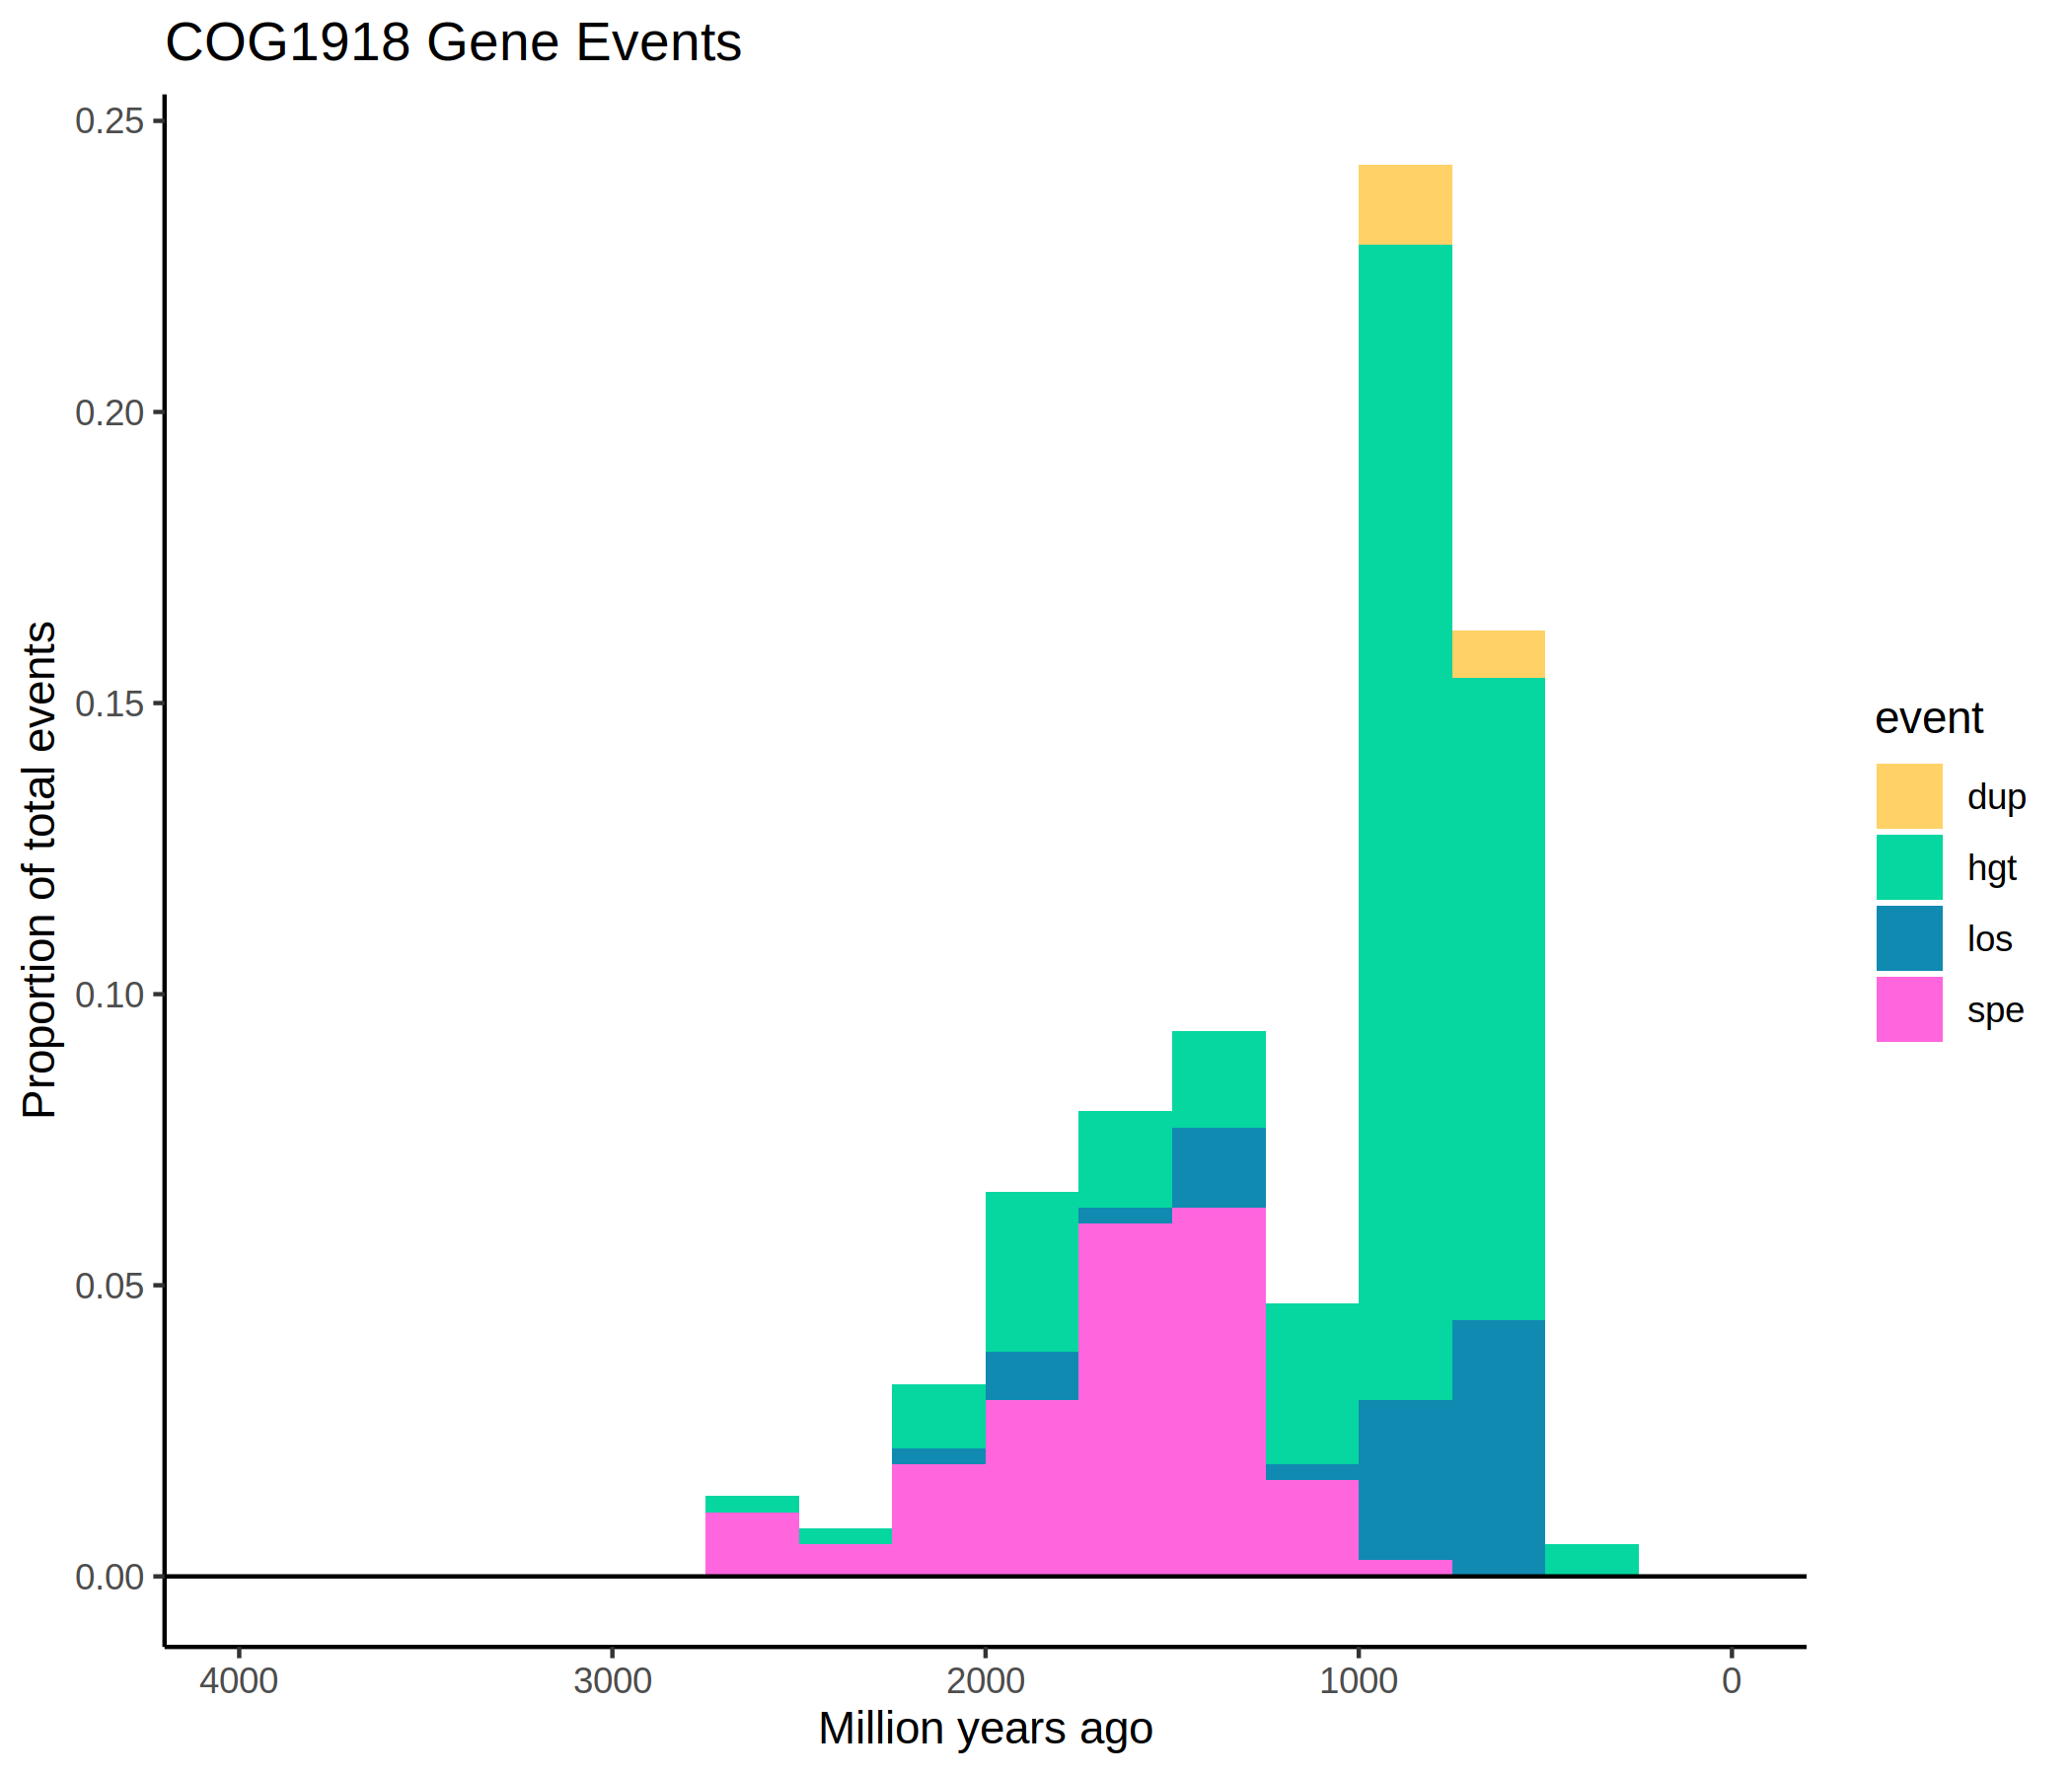 COG1918 Gene Events
Proportion of total events
0.25
0.20
0.15
0.10
0.05
0.00
4000 3000 2000 1000 0
Million years ago
event
dup
hgt
los
spe